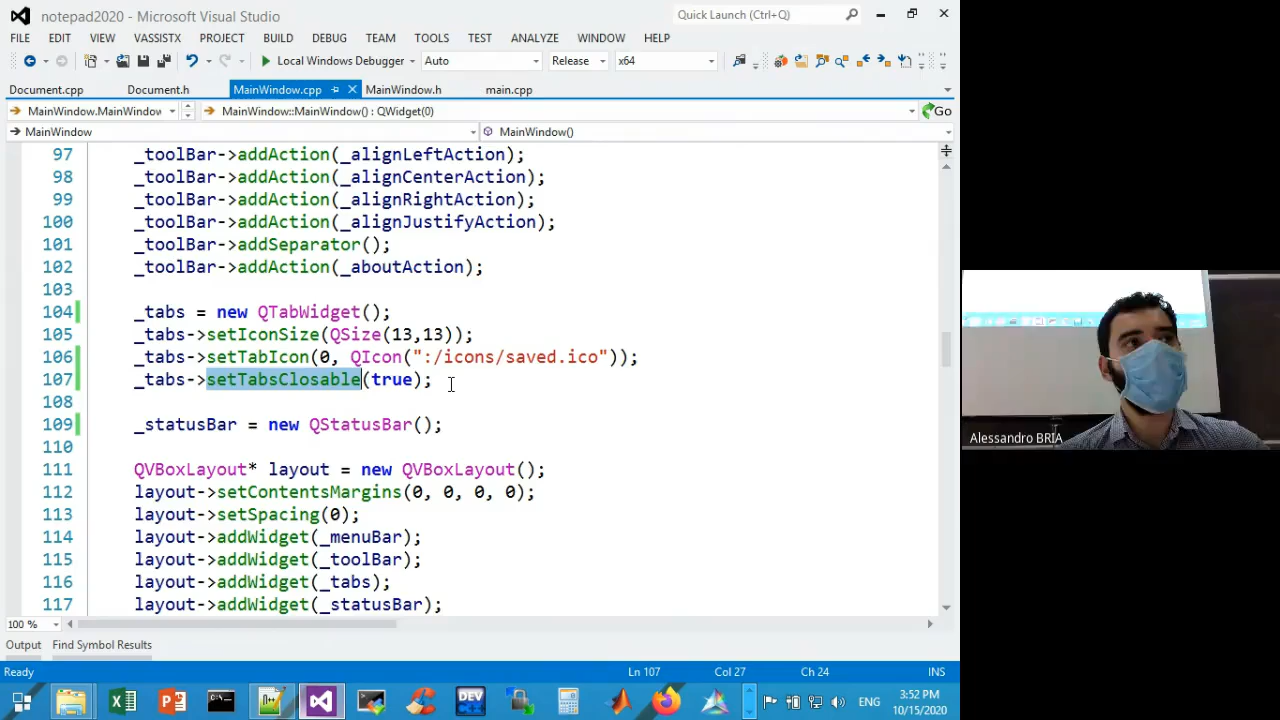 notepad2020 - Microsoft Visual Studio
Quick Launch (Ctrl+Q)
FILE EDIT VIEW VASSISTX PROJECT BUILD DEBUG TEAM TOOLS TEST ANALYZE WINDOW HELP
Local Windows Debugger Auto Release x64
Document.cpp Document.h MainWindow.cpp MainWindow.h main.cpp
MainWindow.MainWindow MainWindow::MainWindow() : QWidget(0) Go
MainWindow MainWindow()
97 _toolBar->addAction(_alignLeftAction);
98 _toolBar->addAction(_alignCenterAction);
99 _toolBar->addAction(_alignRightAction);
100 _toolBar->addAction(_alignJustifyAction);
101 _toolBar->addSeparator();
102 _toolBar->addAction(_aboutAction);
103
104 _tabs = new QTabWidget();
105 _tabs->setIconSize(QSize(13,13));
106 _tabs->setTabIcon(0, QIcon(":/icons/saved.ico"));
107 _tabs->setTabsClosable(true);
108
109 _statusBar = new QStatusBar();
110
111 QVBoxLayout* layout = new QVBoxLayout();
112 layout->setContentsMargins(0, 0, 0, 0);
113 layout->setSpacing(0);
114 layout->addWidget(_menuBar);
115 layout->addWidget(_toolBar);
116 layout->addWidget(_tabs);
117 layout->addWidget(_statusBar);
100 %
Output Find Symbol Results
Ready Ln 107 Col 27 Ch 24 INS
DEV
ENG
3:52 PM
10/15/2020
Alessandro BRIA